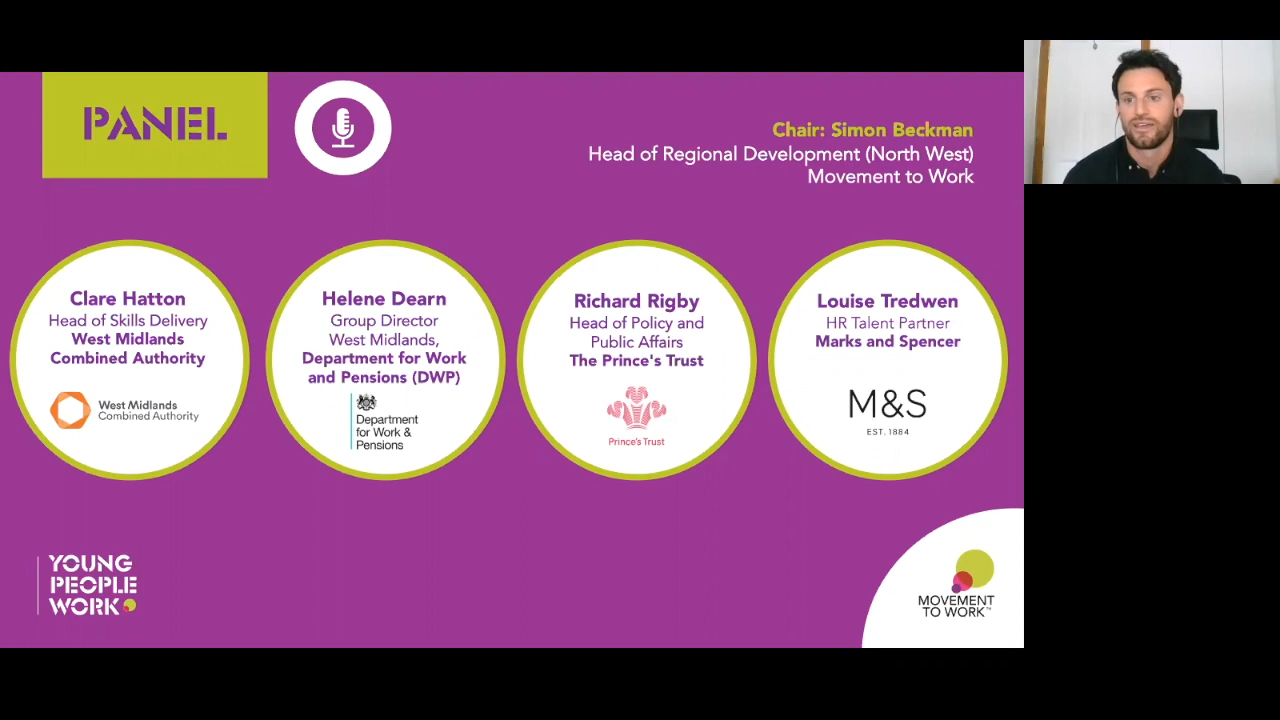 PANEL
Chair: Simon Beckman
Head of Regional Development (North West)
Movement to Work
Clare Hatton
Head of Skills Delivery
West Midlands
Combined Authority
West Midlands
Combined Authority
Helene Dearn
Group Director
West Midlands,
Department for Work
and Pensions (DWP)
Department
for Work &
Pensions
Richard Rigby
Head of Policy and
Public Affairs
The Prince's Trust
Prince's Trust
Louise Tredwen
HR Talent Partner
Marks and Spencer
M&S
EST. 1884
YOUNG
PEOPLE
WORK
MOVEMENT
TO WORK™